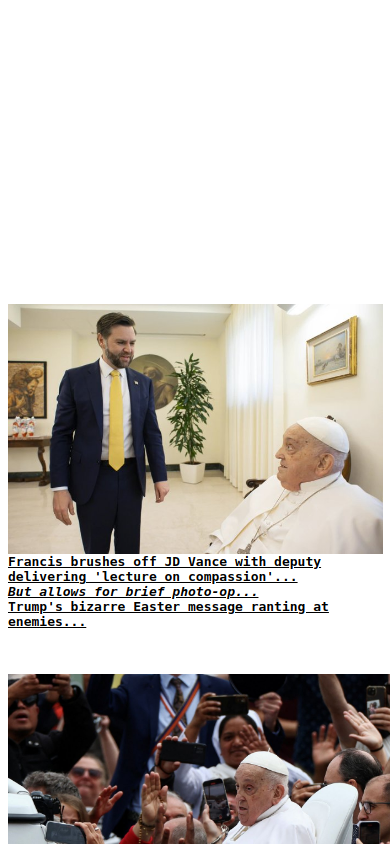 Francis brushes off JD Vance with deputy
delivering 'lecture on compassion'...
But allows for brief photo-op...
Trump's bizarre Easter message ranting at
enemies...